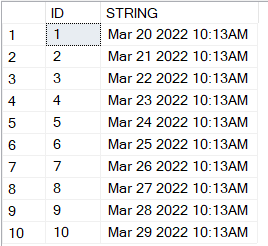 ID STRING
1 1 Mar 20 2022 10:13AM
2 2 Mar 21 2022 10:13AM
3 3 Mar 22 2022 10:13AM
4 4 Mar 23 2022 10:13AM
5 5 Mar 24 2022 10:13AM
6 6 Mar 25 2022 10:13AM
7 7 Mar 26 2022 10:13AM
8 8 Mar 27 2022 10:13AM
9 9 Mar 28 2022 10:13AM
10 10 Mar 29 2022 10:13AM